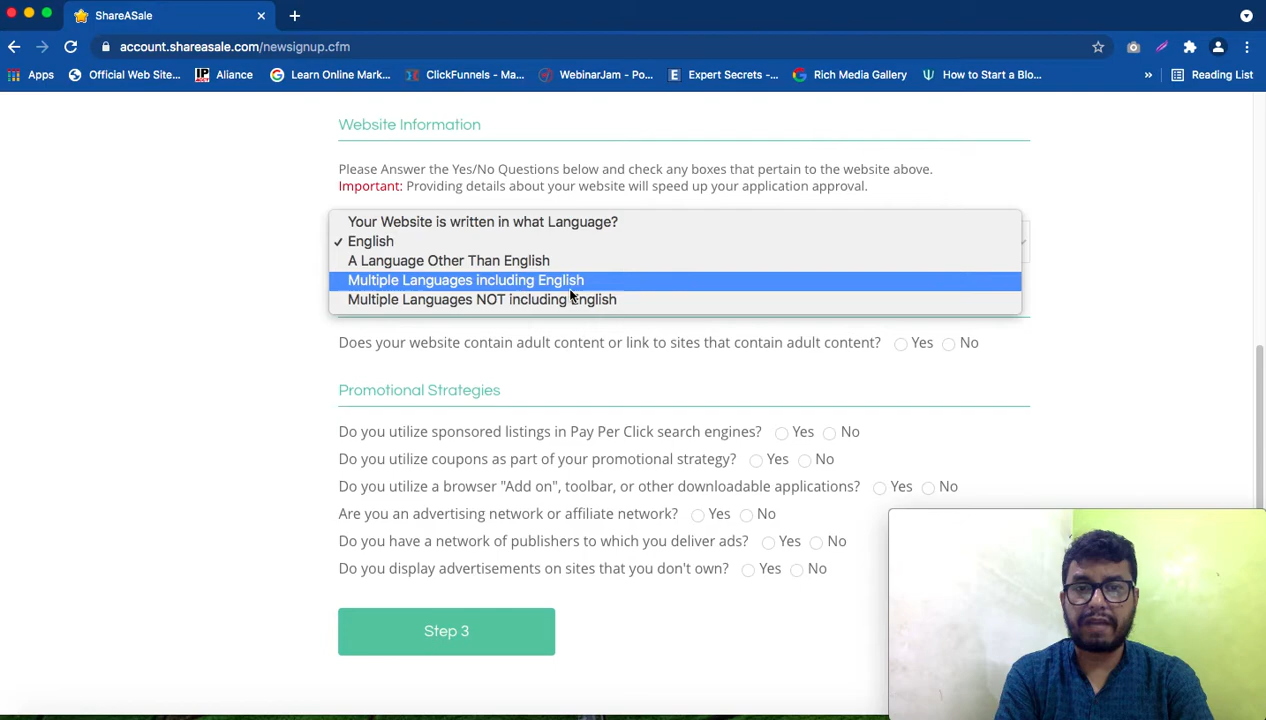 ShareASale
account.shareasale.com/newsignup.cfm
Apps Official Web Site... Aliance Learn Online Mark... ClickFunnels - Ma... WebinarJam - Po... Expert Secrets -... Rich Media Gallery How to Start a Blo... » Reading List
Website Information
Please Answer the Yes/No Questions below and check any boxes that pertain to the website above.
Important: Providing details about your website will speed up your application approval.
Your Website is written in what Language?
✓ English
A Language Other Than English
Multiple Languages including English
Multiple Languages NOT including English
Does your website contain adult content or link to sites that contain adult content? Yes No
Promotional Strategies
Do you utilize sponsored listings in Pay Per Click search engines? Yes No
Do you utilize coupons as part of your promotional strategy? Yes No
Do you utilize a browser "Add on", toolbar, or other downloadable applications? Yes No
Are you an advertising network or affiliate network? Yes No
Do you have a network of publishers to which you deliver ads? Yes No
Do you display advertisements on sites that you don't own? Yes No
Step 3